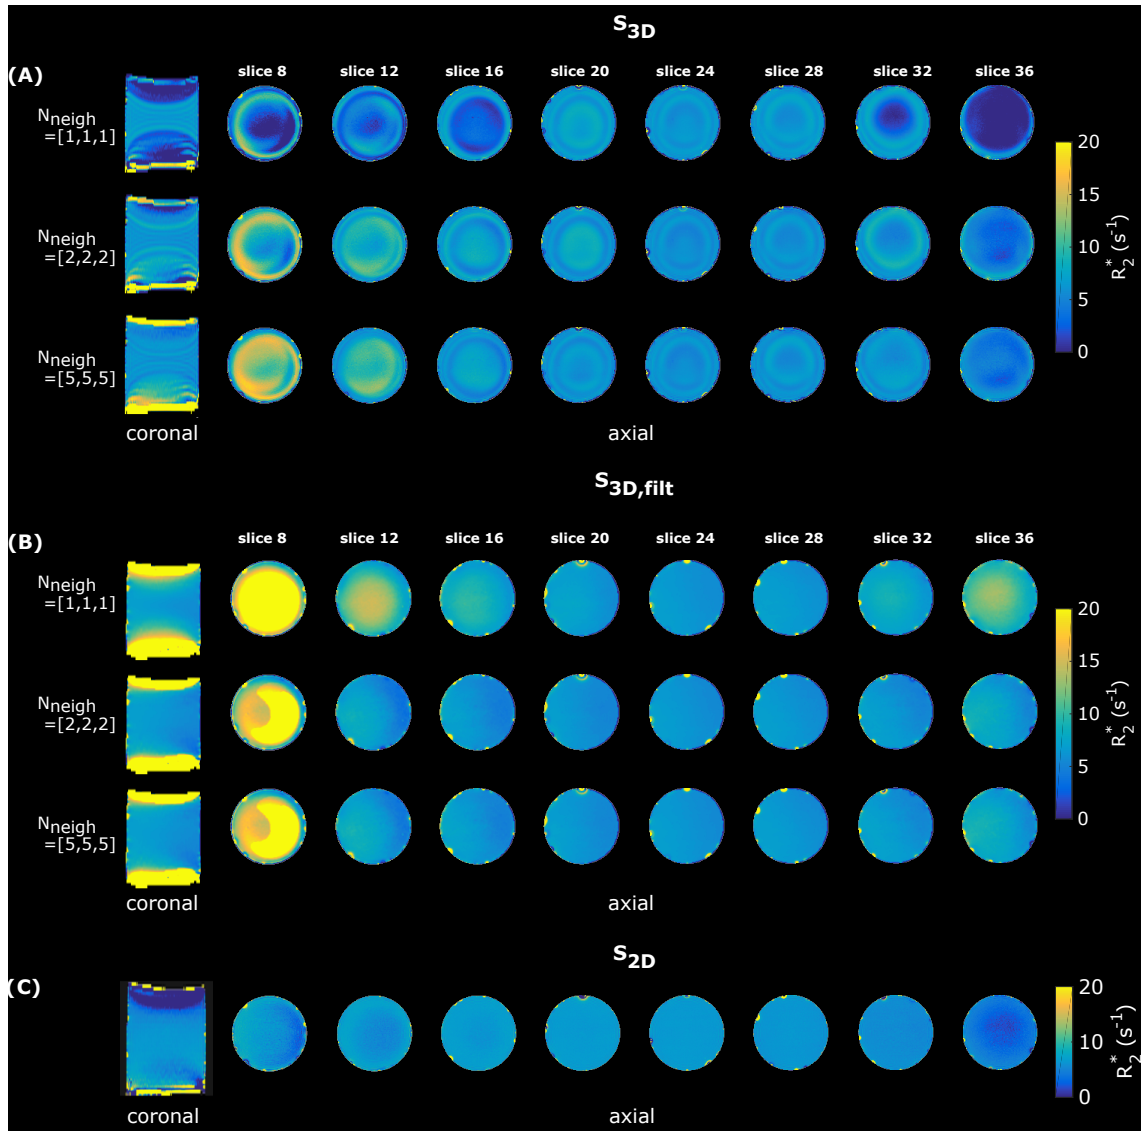 S3D
(A)
slice 8 slice 12 slice 16 slice 20 slice 24 slice 28 slice 32 slice 36
Nneigh
=[1,1,1]
Nneigh
=[2,2,2]
Nneigh
=[5,5,5]
20
15
10
5
0
R2* (s-1)
coronal axial
S3D,filt
(B)
slice 8 slice 12 slice 16 slice 20 slice 24 slice 28 slice 32 slice 36
Nneigh
=[1,1,1]
Nneigh
=[2,2,2]
Nneigh
=[5,5,5]
20
15
10
5
0
R2* (s-1)
coronal axial
S2D
(C)
20
10
0
R2* (s-1)
coronal axial